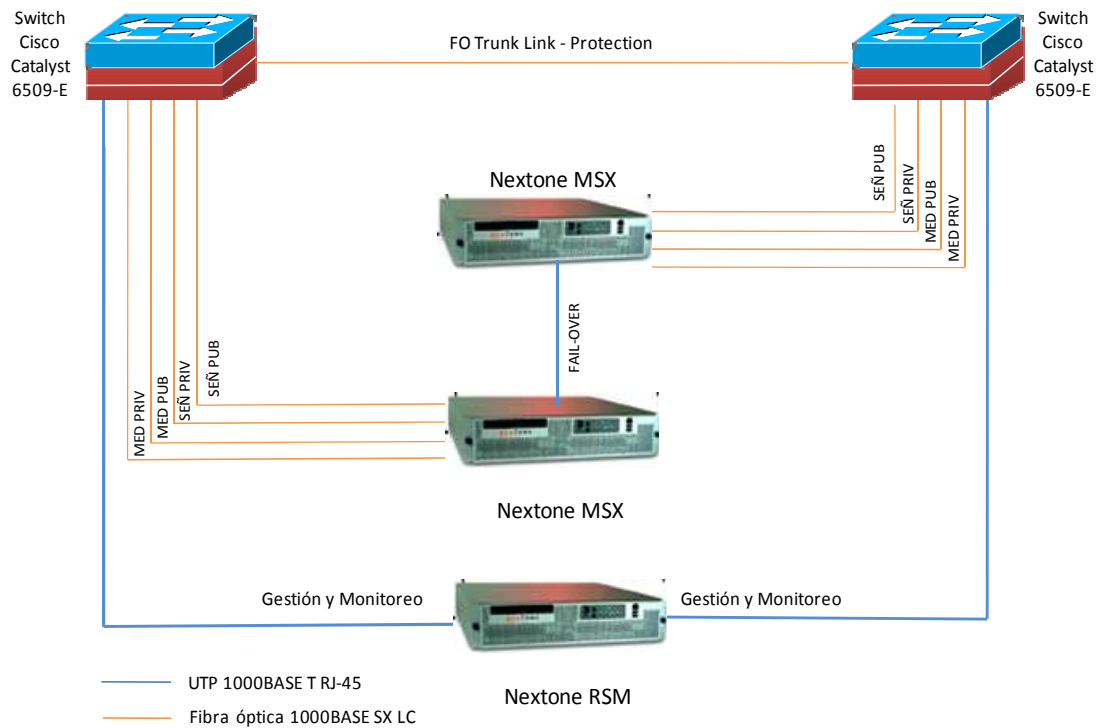 Switch
Cisco
Catalyst
6509-E
FO Trunk Link - Protection
Switch
Cisco
Catalyst
6509-E
Nextone MSX
SEÑ PUB
SEÑ PRIV
MED PUB
MED PRIV
FAIL-OVER
MED PRIV
MED PUB
SEÑ PRIV
SEÑ PUB
Nextone MSX
Gestión y Monitoreo
Gestión y Monitoreo
Nextone RSM
UTP 1000BASE T RJ-45
Fibra óptica 1000BASE SX LC